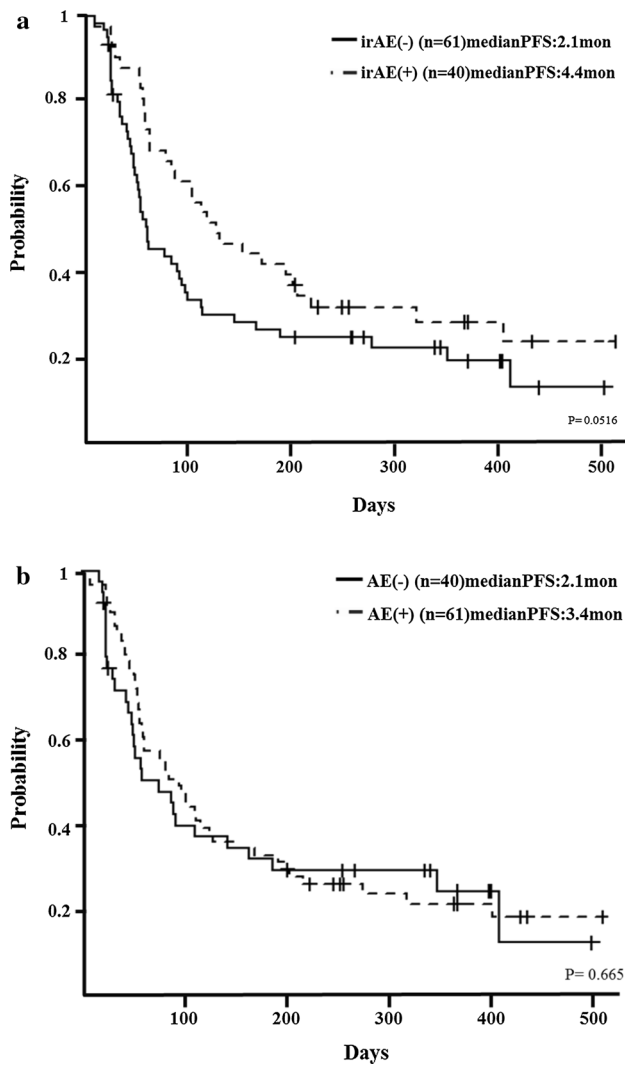 a
irAE(-) (n=61)medianPFS:2.1mon
irAE(+) (n=40)medianPFS:4.4mon
Probability
1
0.8
0.6
0.4
0.2
P=0.0516
100 200 300 400 500
Days
b
AE(-) (n=40)medianPFS:2.1mon
AE(+) (n=61)medianPFS:3.4mon
Probability
1
0.8
0.6
0.4
0.2
P= 0.665
100 200 300 400 500
Days